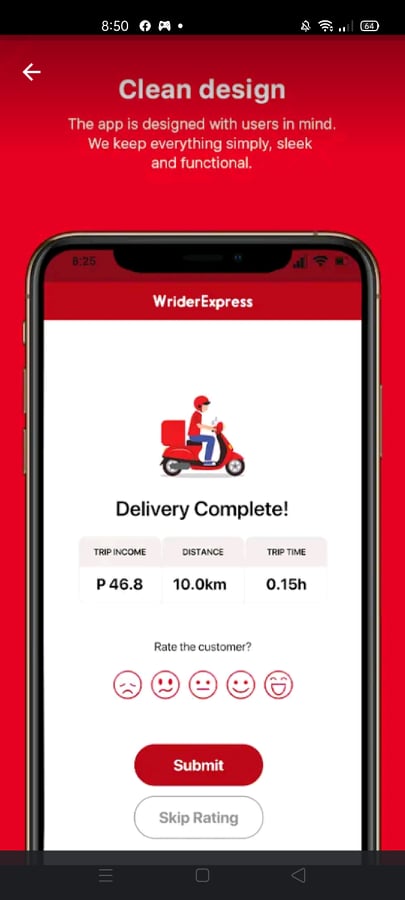 8:50
64
Clean design
The app is designed with users in mind.
We keep everything simply, sleek
and functional.
8:25
WriderExpress
Delivery Complete!
TRIP INCOME DISTANCE TRIP TIME
P 46.8 10.0km 0.15h
Rate the customer?
Submit
Skip Rating